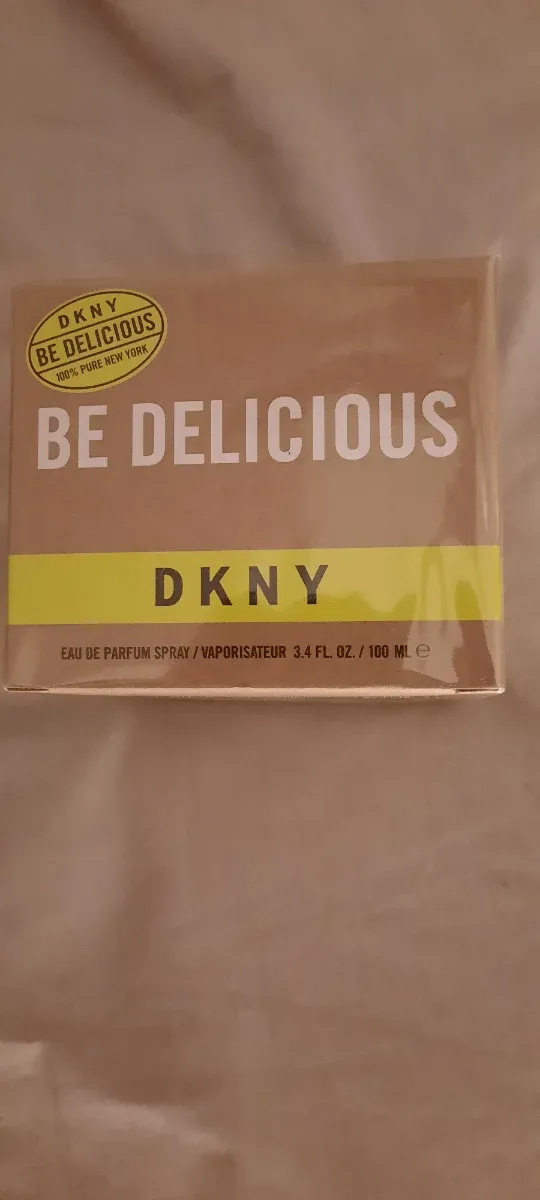 DKNY
BE DELICIOUS
100% PURE NEW YORK
BE DELICIOUS
DKNY
EAU DE PARFUM SPRAY / VAPORISATEUR 3.4 FL. OZ. / 100 ML ℮